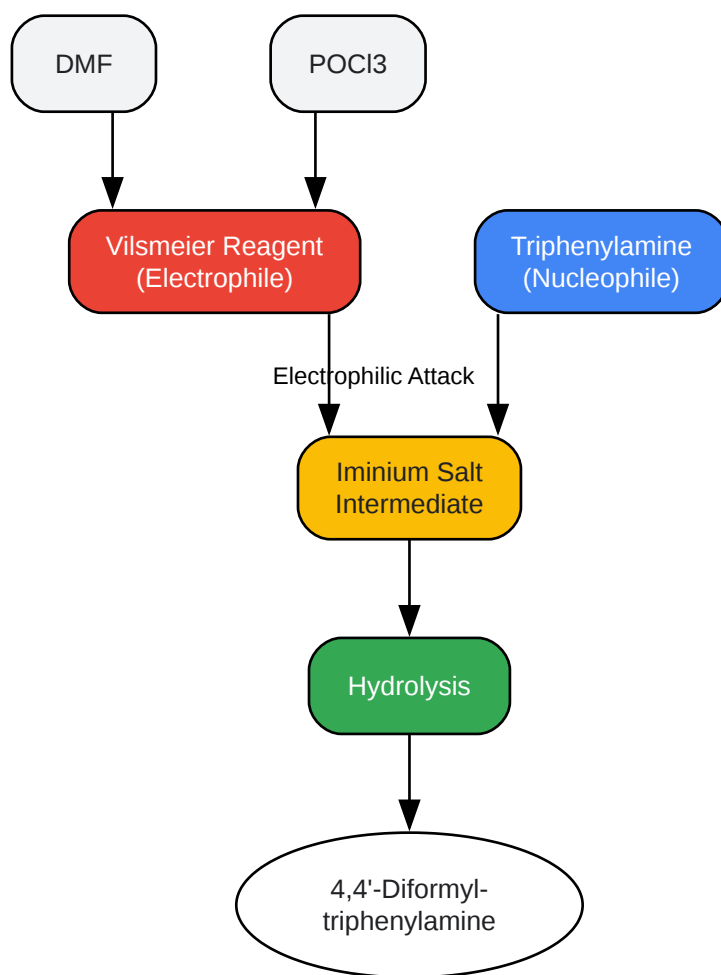 DMF
POCl3
Vilsmeier Reagent
(Electrophile)
Triphenylamine
(Nucleophile)
Electrophilic Attack
Iminium Salt
Intermediate
Hydrolysis
4,4'-Diformyl-
triphenylamine